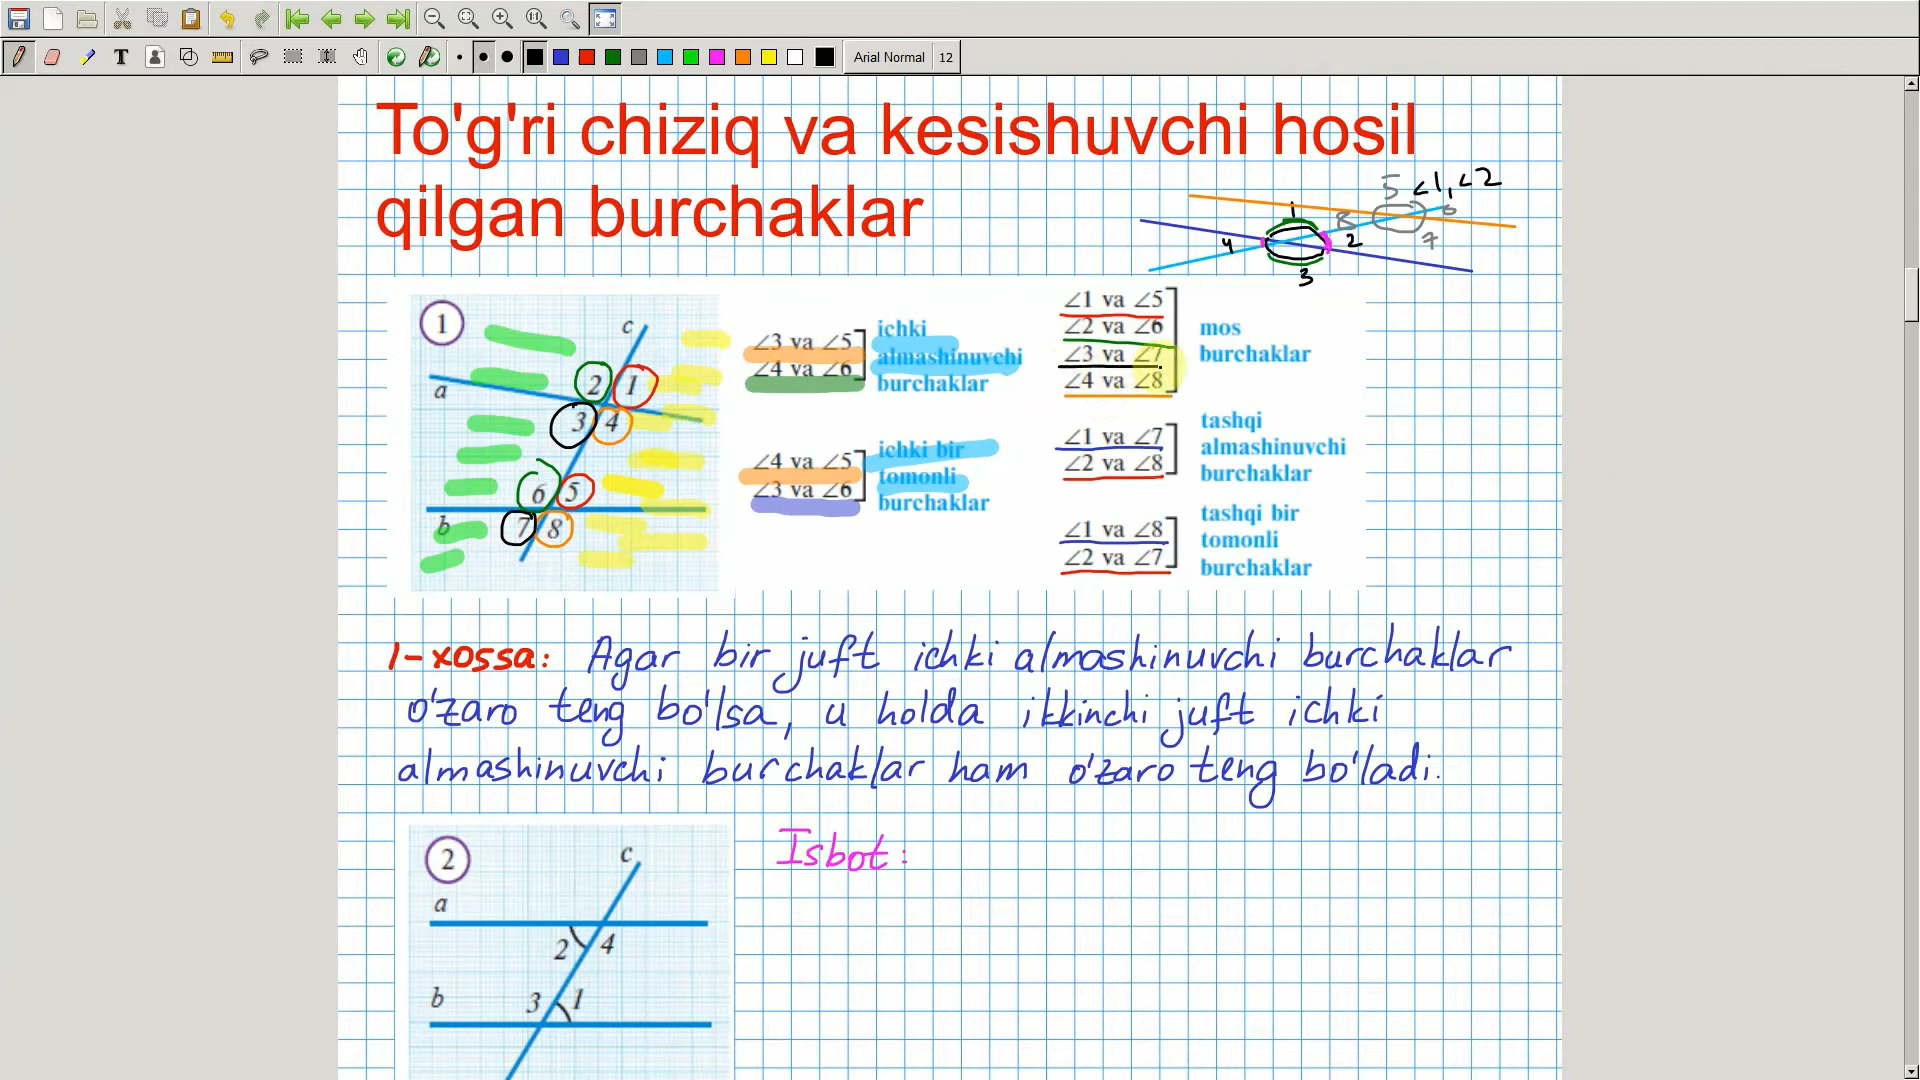 Arial Normal 12
To'g'ri chiziq va kesishuvchi hosil
qilgan burchaklar
5 <1, <2
1 8 6
4 2 7
3
1
c
a
2 1
3 4
6 5
b
7 8
∠3 va ∠5
∠4 va ∠6
ichki
almashinuvchi
burchaklar
∠4 va ∠5
∠3 va ∠6
ichki bir
tomonli
burchaklar
∠1 va ∠5
∠2 va ∠6
∠3 va ∠7
∠4 va ∠8
mos
burchaklar
∠1 va ∠7
∠2 va ∠8
tashqi
almashinuvchi
burchaklar
∠1 va ∠8
∠2 va ∠7
tashqi bir
tomonli
burchaklar
1-xossa: Agar bir juft ichki almashinuvchi burchaklar
o'zaro teng bo'lsa, u holda ikkinchi juft ichki
almashinuvchi burchaklar ham o'zaro teng bo'ladi.
2
c
a
2 4
b 3 1
Isbot: